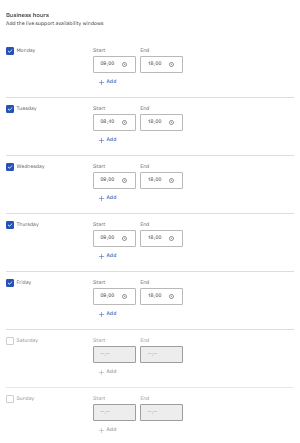 Business hours
Add the live support availability windows
Monday
Start End
09:00 18:00
+ Add
Tuesday
Start End
09:40 18:00
+ Add
Wednesday
Start End
09:00 18:00
+ Add
Thursday
Start End
09:00 18:00
+ Add
Friday
Start End
09:00 18:00
+ Add
Saturday
Start End
--:-- --:--
+ Add
Sunday
Start End
--:-- --:--
+ Add